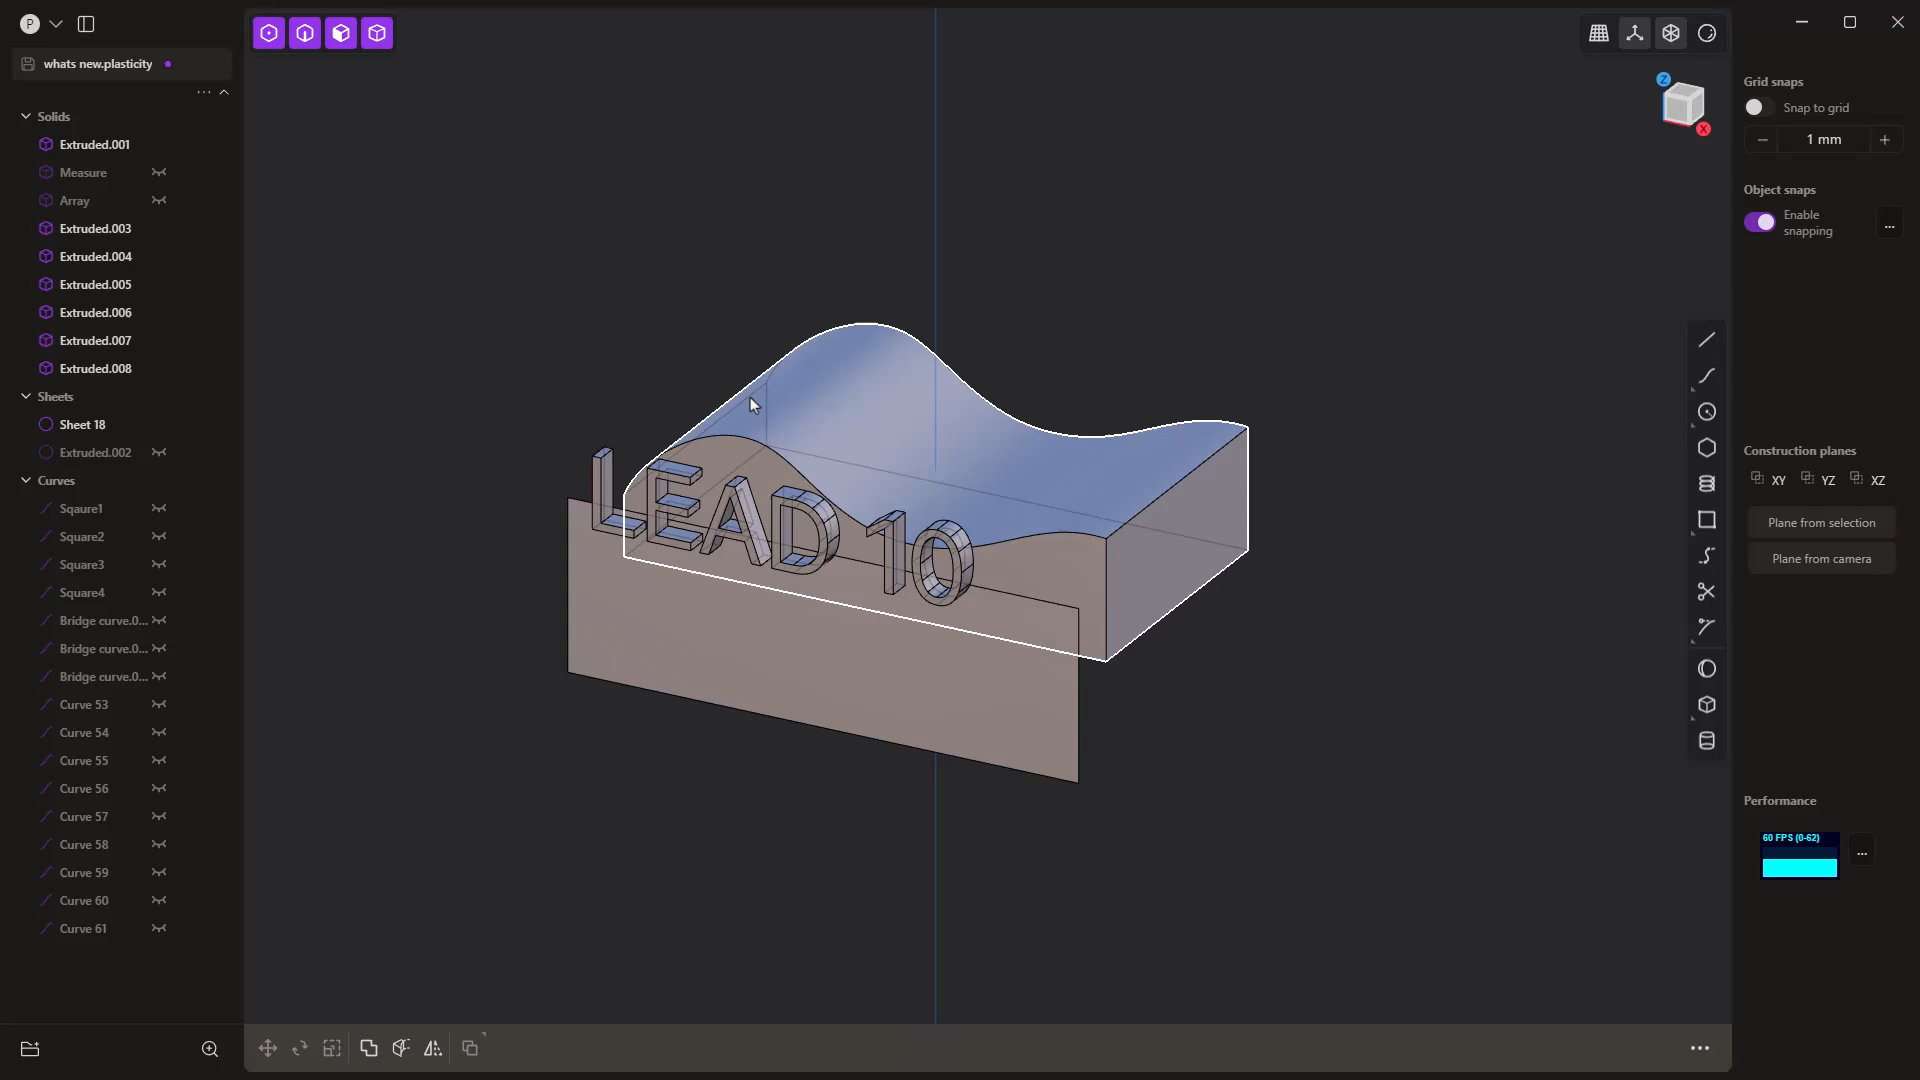 P
whats new.plasticity
Solids
Extruded.001
Measure
Array
Extruded.003
Extruded.004
Extruded.005
Extruded.006
Extruded.007
Extruded.008
Sheets
Sheet 18
Extruded.002
Curves
Sqaure1
Square2
Square3
Square4
Bridge curve.0...
Bridge curve.0...
Bridge curve.0...
Curve 53
Curve 54
Curve 55
Curve 56
Curve 57
Curve 58
Curve 59
Curve 60
Curve 61
LEAD 10
Z
X
Grid snaps
Snap to grid
1 mm
Object snaps
Enable
snapping
...
Construction planes
XY YZ XZ
Plane from selection
Plane from camera
Performance
60 FPS (0-62)
...